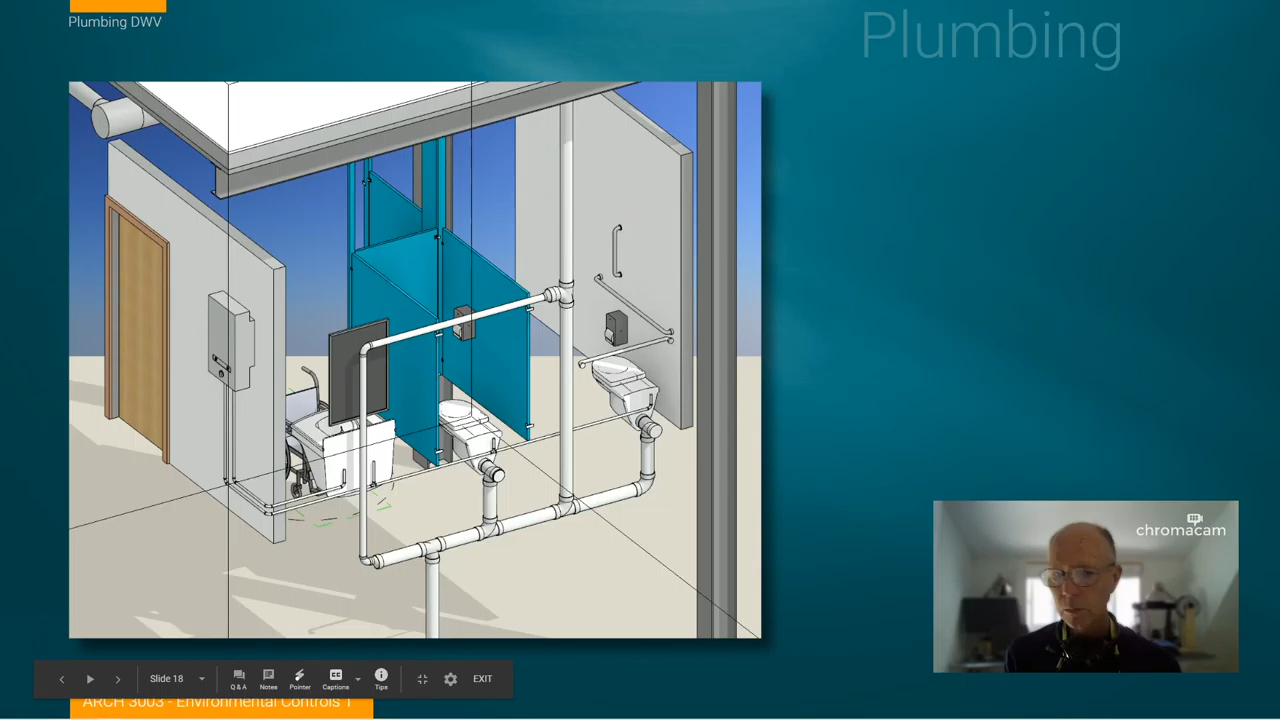 Plumbing DWV
Plumbing
chromacam
Slide 18
Q & A
Notes
Pointer
Captions
Tips
EXIT
ARCH 3003 - Environmental Controls 1